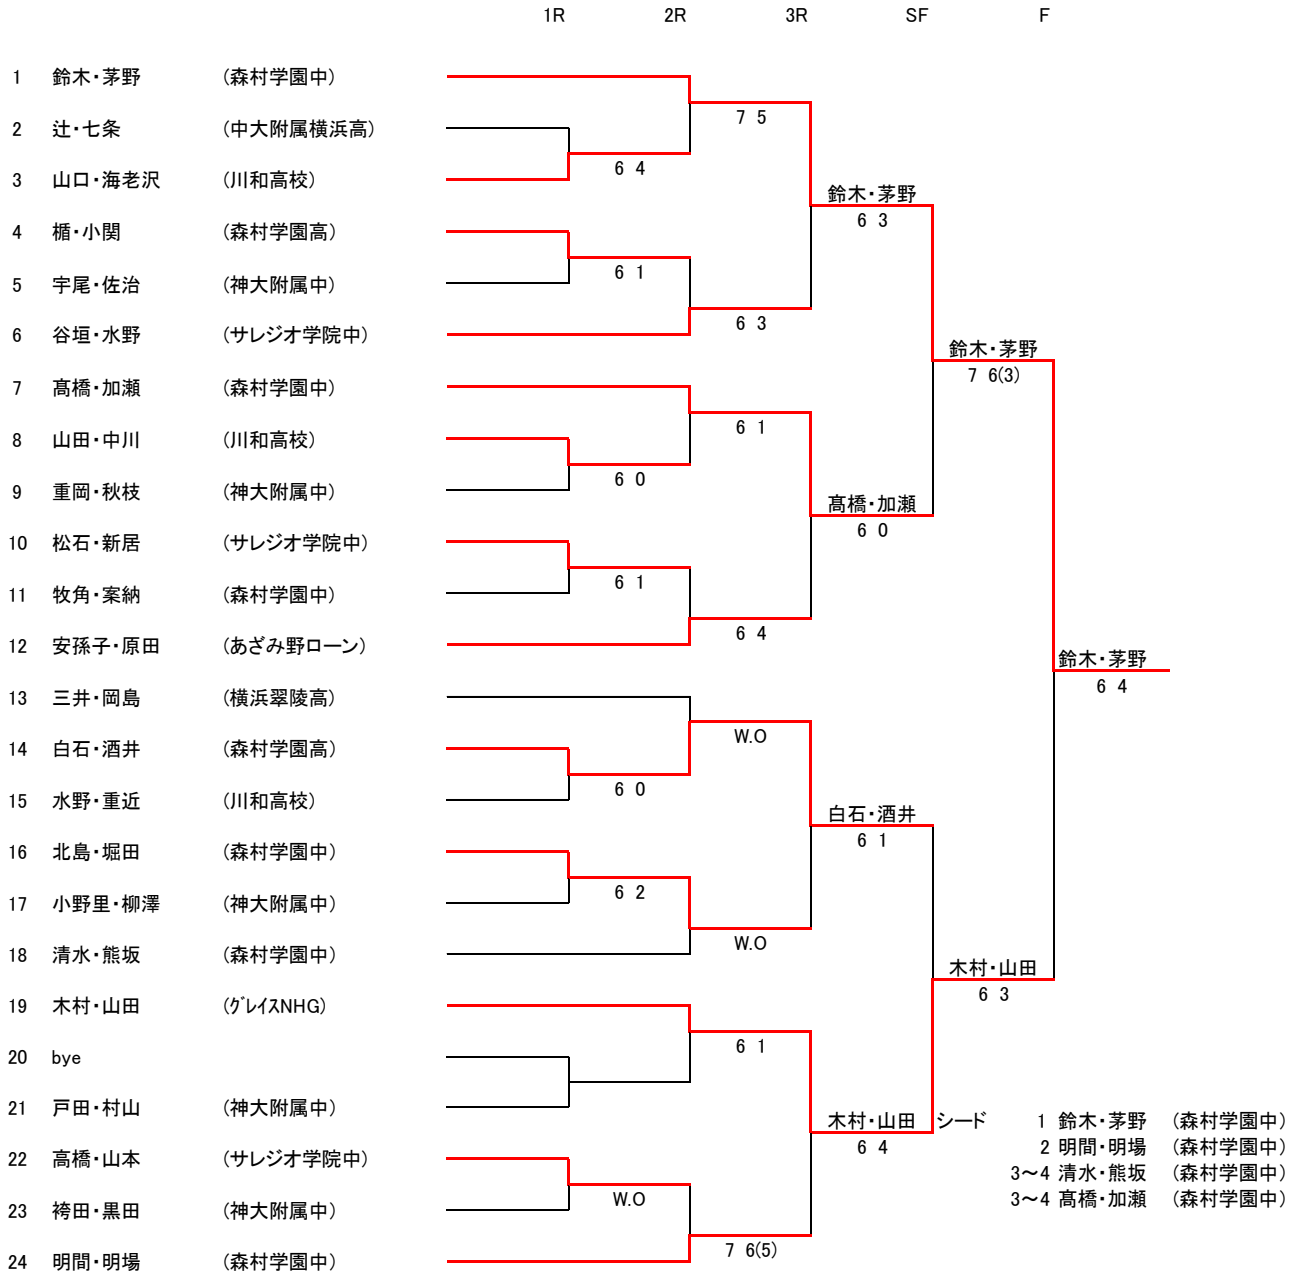 1R 2R 3R SF F
1 鈴木・茅野 (森村学園中)
7 5
2 辻・七条 (中大附属横浜高)
6 4
3 山口・海老沢 (川和高校)
鈴木・茅野
6 3
4 楯・小関 (森村学園高)
6 1
5 宇尾・佐治 (神大附属中)
6 3
6 谷垣・水野 (サレジオ学院中)
鈴木・茅野
7 6(3)
7 髙橋・加瀬 (森村学園中)
6 1
8 山田・中川 (川和高校)
6 0
9 重岡・秋枝 (神大附属中)
髙橋・加瀬
6 0
10 松石・新居 (サレジオ学院中)
6 1
11 牧角・案納 (森村学園中)
6 4
12 安孫子・原田 (あざみ野ローン)
鈴木・茅野
6 4
13 三井・岡島 (横浜翠陵高)
W.O
14 白石・酒井 (森村学園高)
6 0
15 水野・重近 (川和高校)
白石・酒井
6 1
16 北島・堀田 (森村学園中)
6 2
17 小野里・柳澤 (神大附属中)
W.O
18 清水・熊坂 (森村学園中)
木村・山田
6 3
19 木村・山田 (グレイスNHG)
6 1
20 bye
21 戸田・村山 (神大附属中)
木村・山田
6 4
シード 1 鈴木・茅野 (森村学園中)
2 明間・明場 (森村学園中)
3～4 清水・熊坂 (森村学園中)
3～4 髙橋・加瀬 (森村学園中)
22 高橋・山本 (サレジオ学院中)
W.O
23 袴田・黒田 (神大附属中)
7 6(5)
24 明間・明場 (森村学園中)